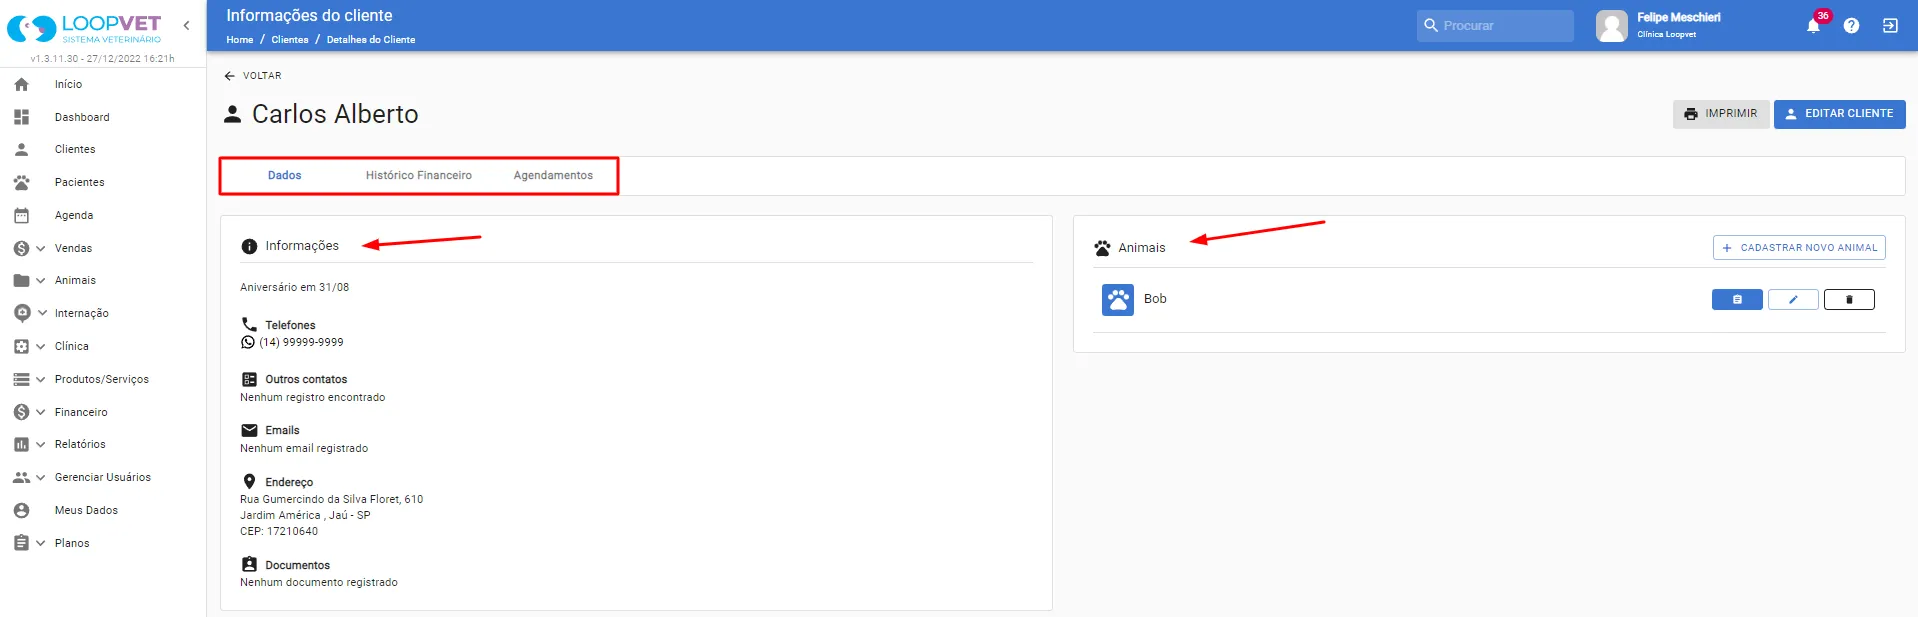 LOOPVET
SISTEMA VETERINÁRIO
v1.3.11.30 - 27/12/2022 16:21h
Início
Dashboard
Clientes
Pacientes
Agenda
Vendas
Animais
Internação
Clínica
Produtos/Serviços
Financeiro
Relatórios
Gerenciar Usuários
Meus Dados
Planos
Informações do cliente
Home / Clientes / Detalhes do Cliente
Procurar
Felipe Meschieri
Clínica Loopvet
36
VOLTAR
Carlos Alberto
IMPRIMIR
EDITAR CLIENTE
Dados Histórico Financeiro Agendamentos
Informações
Aniversário em 31/08
Telefones
(14) 99999-9999
Outros contatos
Nenhum registro encontrado
Emails
Nenhum email registrado
Endereço
Rua Gumercindo da Silva Floret, 610
Jardim América , Jaú - SP
CEP: 17210640
Documentos
Nenhum documento registrado
Animais
+ CADASTRAR NOVO ANIMAL
Bob